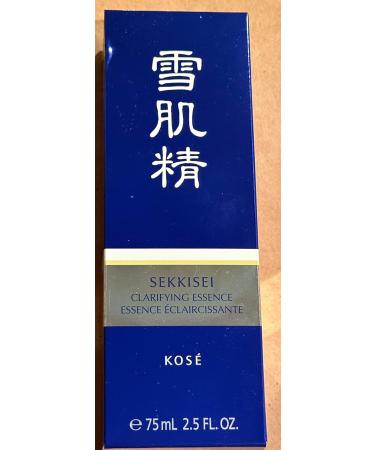 雪肌精
SEKKISEI
CLARIFYING ESSENCE
ESSENCE ÉCLAIRCISSANTE
KOSÉ
℮ 75mL 2.5 FL.OZ.